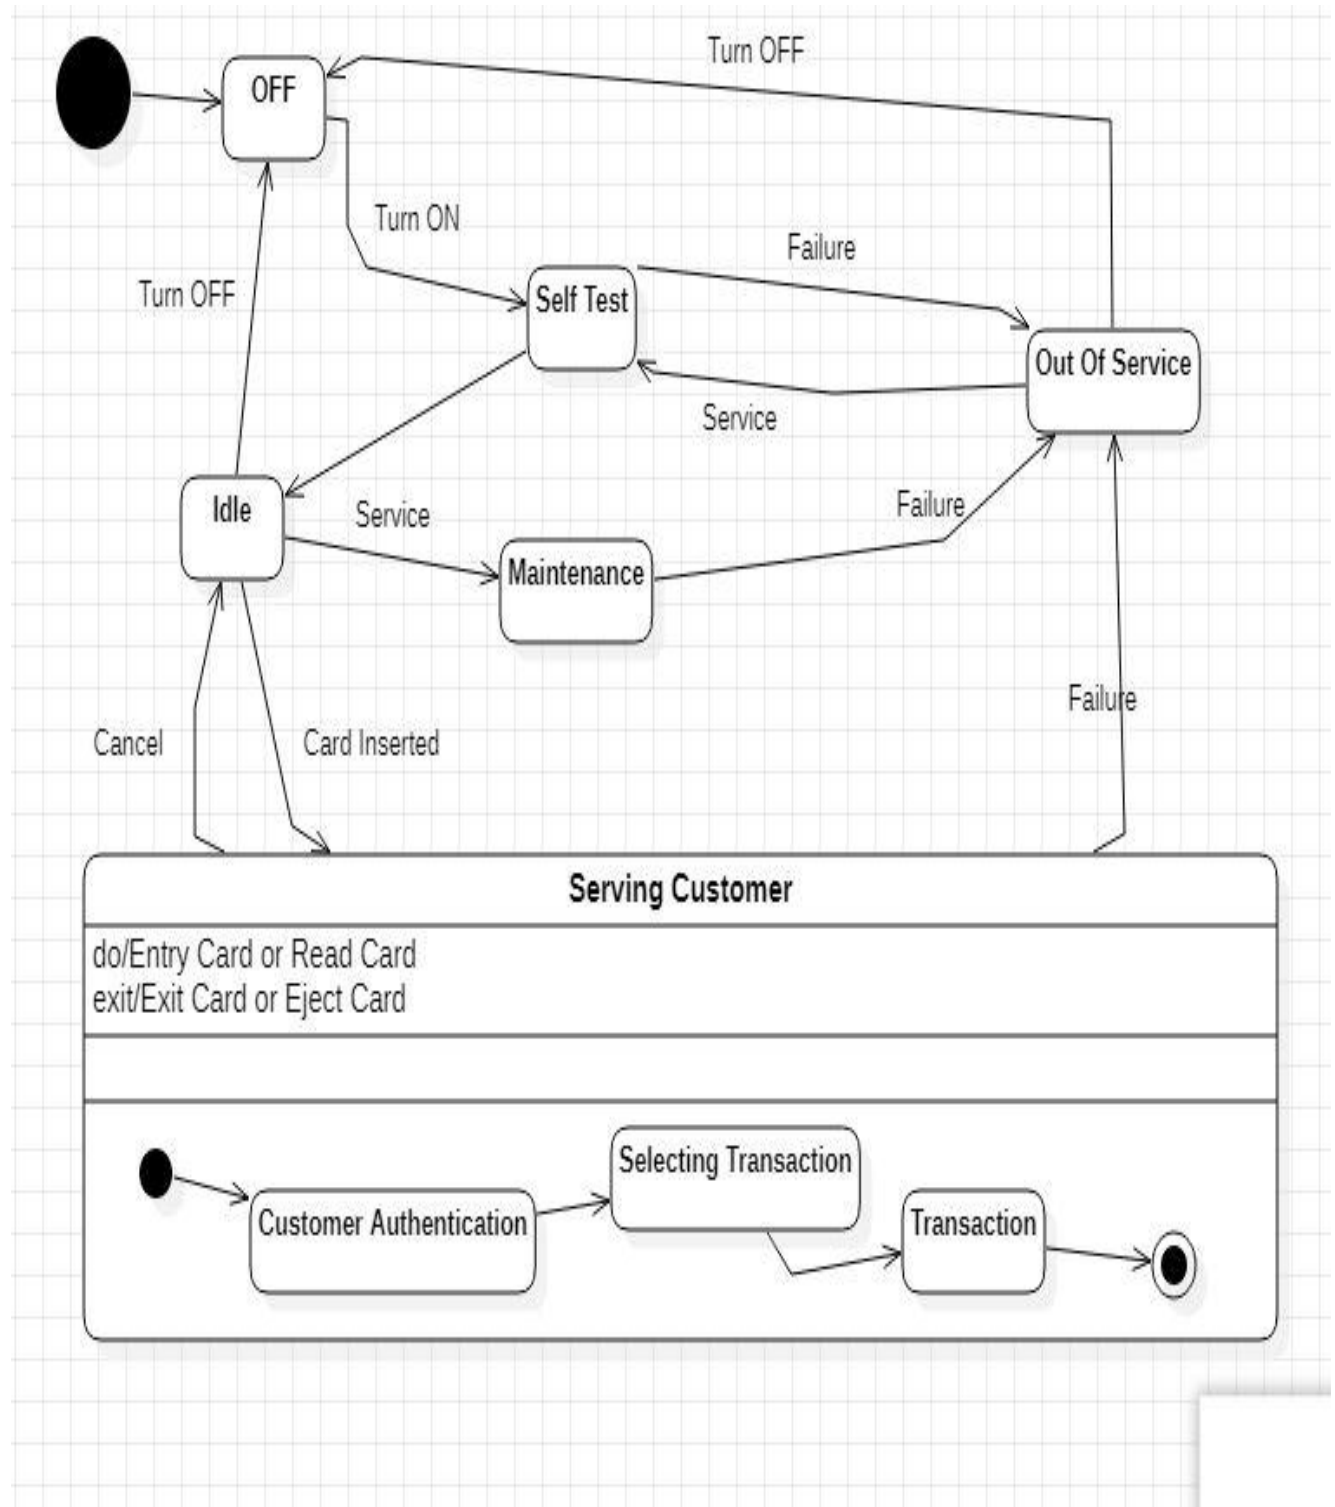 Turn OFF
OFF
Turn ON
Failure
Turn OFF
Self Test
Out Of Service
Service
Idle
Service
Failure
Maintenance
Failure
Cancel
Card Inserted
Serving Customer
do/Entry Card or Read Card
exit/Exit Card or Eject Card
Selecting Transaction
Customer Authentication
Transaction